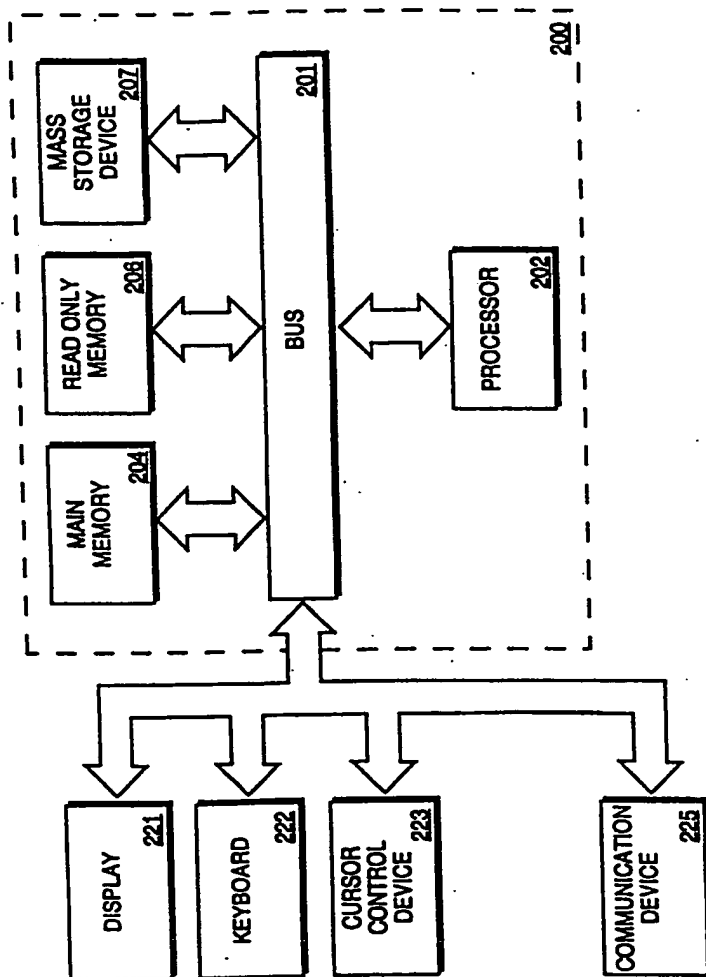 MAIN
MEMORY
204
READ ONLY
MEMORY
206
MASS
STORAGE
DEVICE
207
BUS
201
PROCESSOR
202
200
DISPLAY
221
KEYBOARD
222
CURSOR
CONTROL
DEVICE
223
COMMUNICATION
DEVICE
225